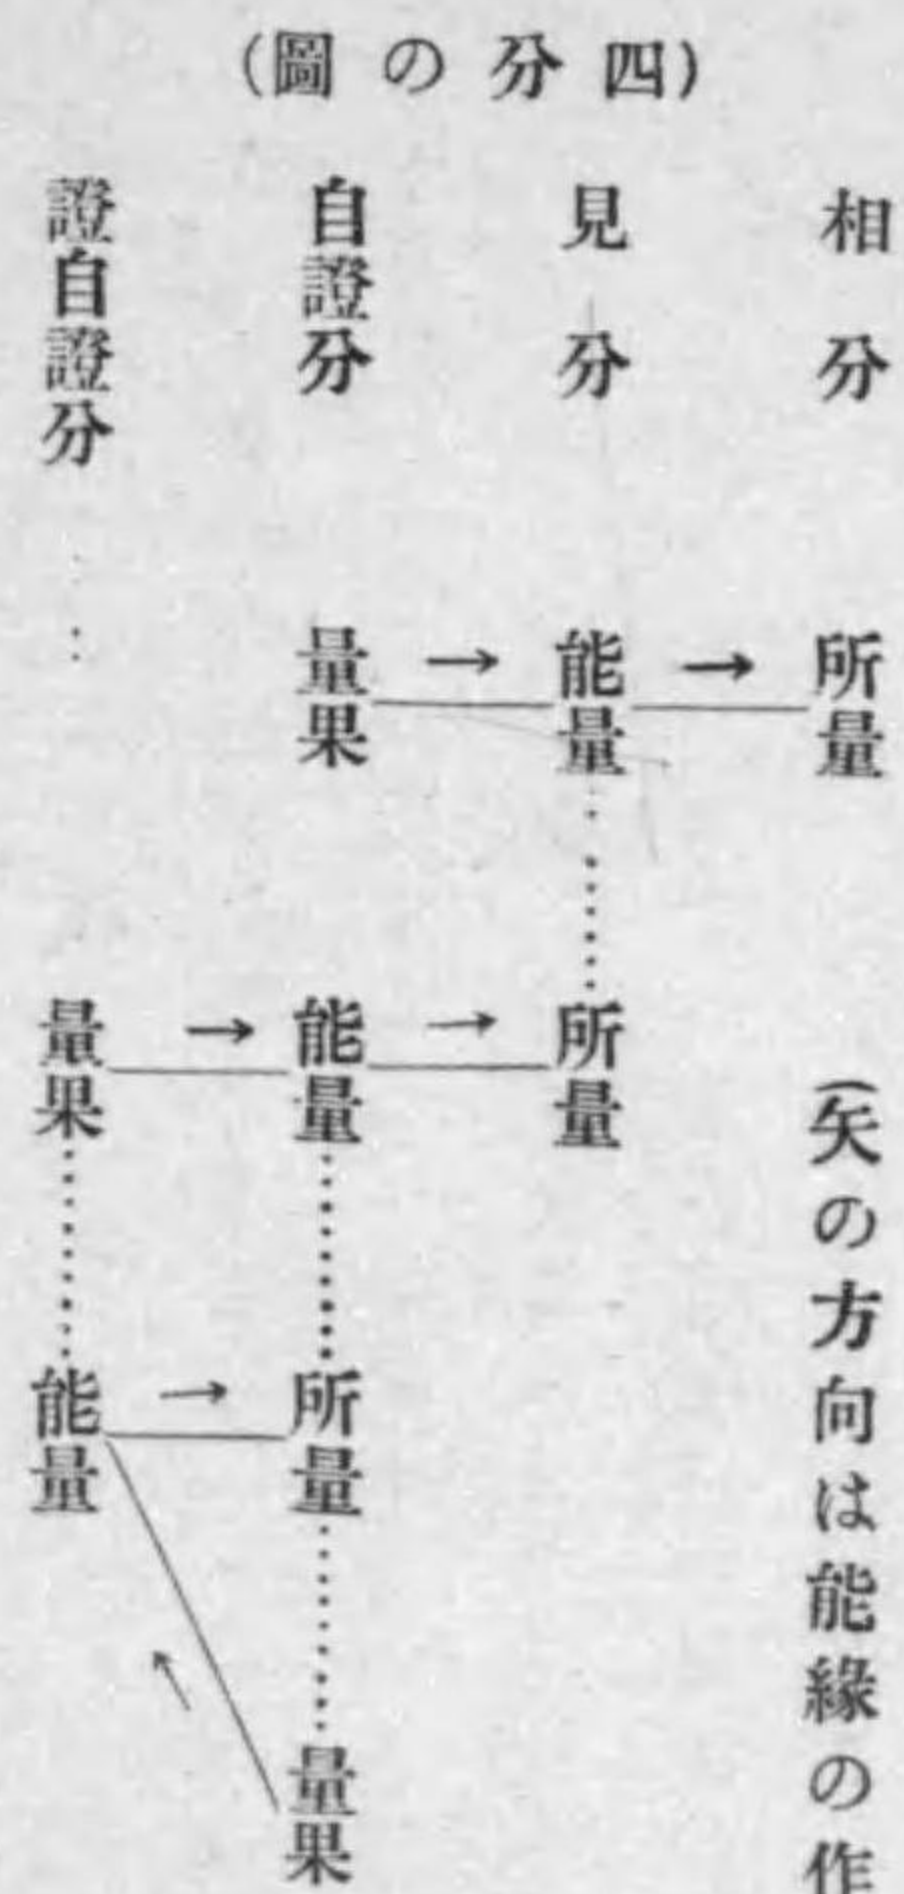 (四分の圖)
相分
所量
(矢の方向は能緣の作
見分
能量
所量
自證分
量果
能量
所量
量果
證自證分
量果
能量